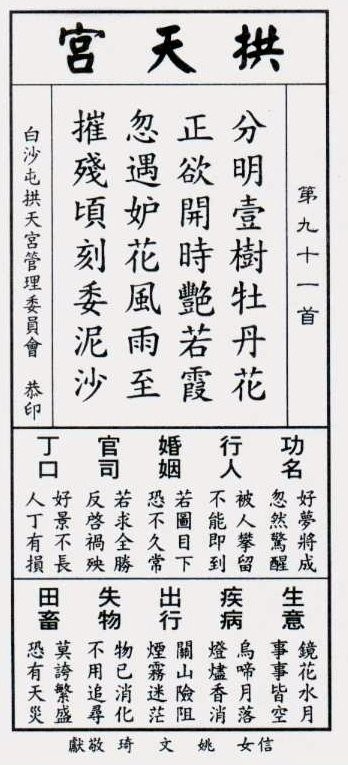 拱天宮
第九十一首
分明壹樹牡丹花
正欲開時艷若霞
忽遇妒花風雨至
摧殘頃刻委泥沙
白沙屯拱天宮管理委員會 恭印
功名
好夢將成
忽然驚醒
行人
被人攀留
不能即到
婚姻
若圖目下
恐不久常
官司
若求全勝
反啓禍殃
丁口
好景不長
人丁有損
生意
鏡花水月
事事皆空
疾病
烏啼月落
燈燼香消
出行
關山險阻
煙霧迷茫
失物
物已消化
不用追尋
田畜
莫誇繁盛
恐有天災
信女 姚文琦 敬獻